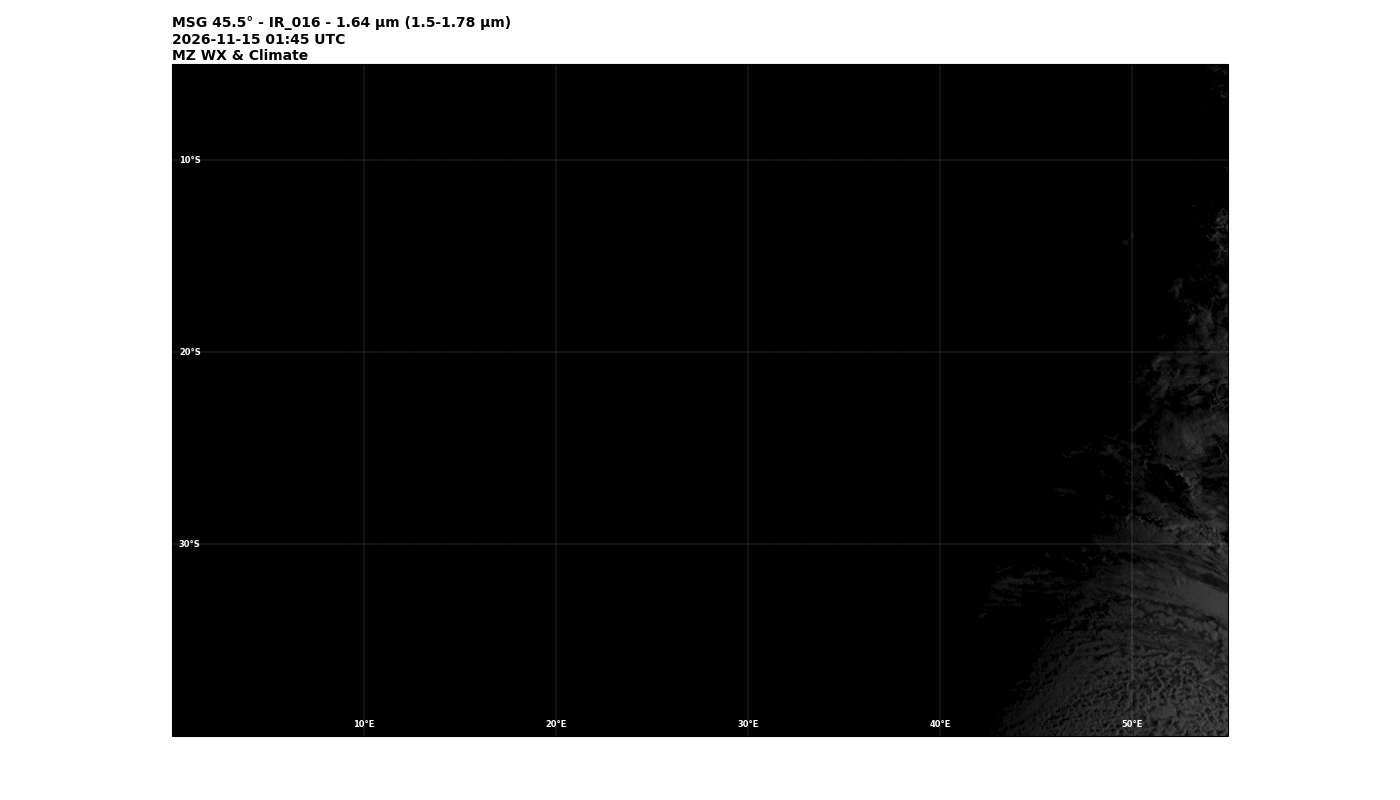 MSG 45.5° - IR_016 - 1.64 µm (1.5-1.78 µm)
2026-11-15 01:45 UTC
MZ WX & Climate
10°S
20°S
30°S
10°E
20°E
30°E
40°E
50°E